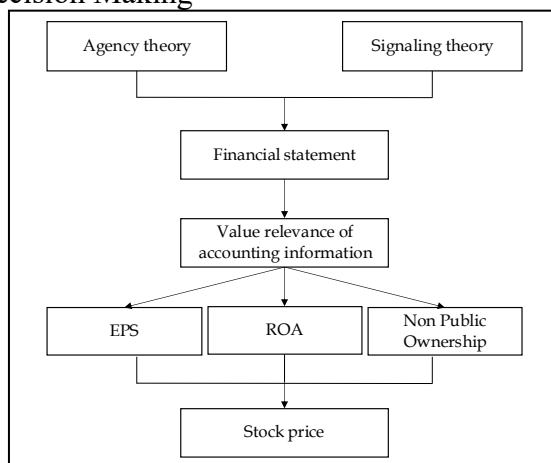 Decision Making
Agency theory
Signaling theory
Financial statement
Value relevance of
accounting information
EPS
ROA
Non Public
Ownership
Stock price